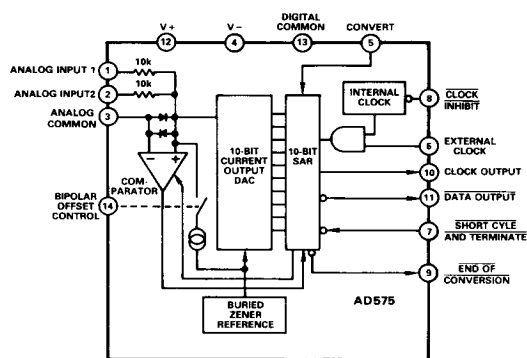 V+
V-
DIGITAL
COMMON
CONVERT
12
4
13
5
ANALOG INPUT 1
1
10k
ANALOG INPUT2
2
10k
ANALOG
COMMON
3
INTERNAL
CLOCK
8
CLOCK
INHIBIT
10-BIT
CURRENT
OUTPUT
DAC
10-BIT
SAR
6
EXTERNAL
CLOCK
-
+
COM-
PARATOR
10
CLOCK OUTPUT
BIPOLAR
OFFSET
CONTROL
14
11
DATA OUTPUT
7
SHORT CYLE
AND TERMINATE
9
END OF
CONVERSION
BURIED
ZENER
REFERENCE
AD575